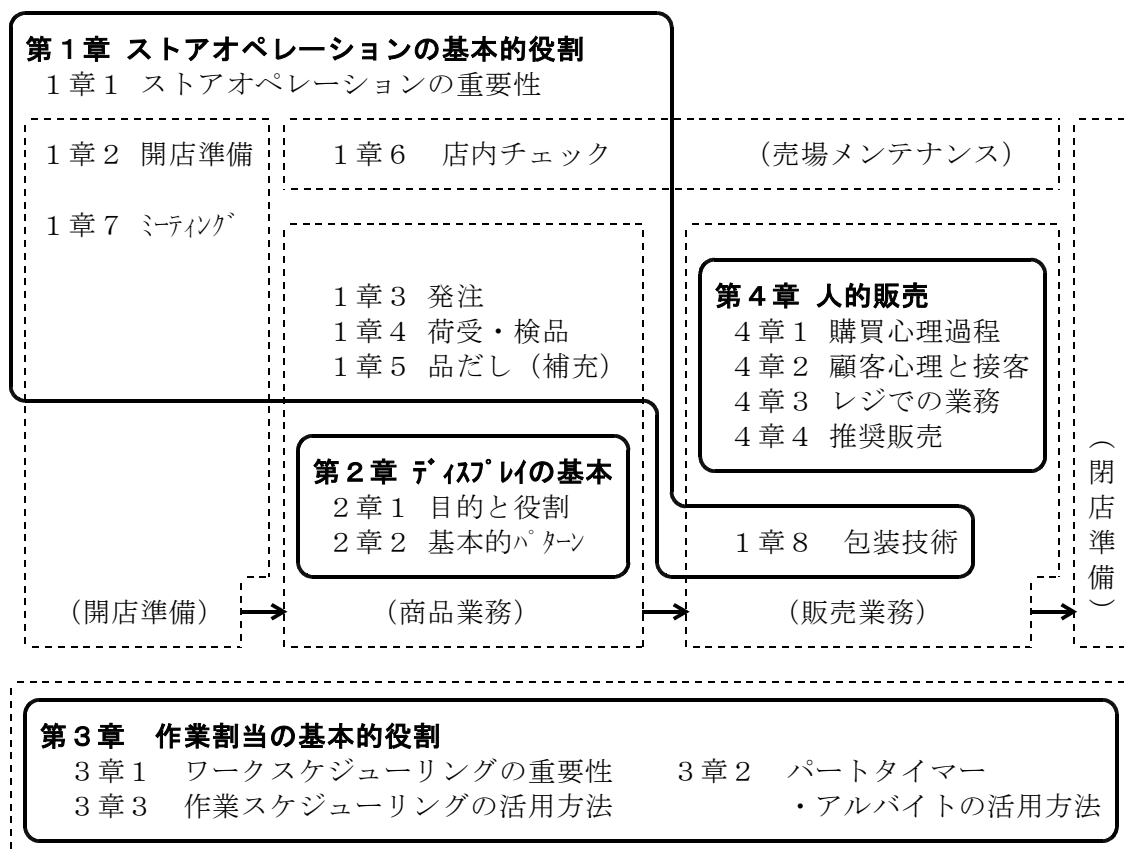 第１章 ストアオペレーションの基本的役割
１章１ ストアオペレーションの重要性
１章２ 開店準備
１章６　店内チェック
（売場メンテナンス）
１章７ ﾐｰﾃｨﾝｸﾞ
１章３ 発注
１章４ 荷受・検品
１章５ 品だし（補充）
第２章 ﾃﾞｨｽﾌﾟﾚｲの基本
２章１ 目的と役割
２章２ 基本的ﾊﾟﾀｰﾝ
第４章 人的販売
４章１ 購買心理過程
４章２ 顧客心理と接客
４章３ レジでの業務
４章４ 推奨販売
１章８　包装技術
（開店準備）
（商品業務）
（販売業務）
（閉店準備）
第３章　作業割当の基本的役割
３章１　ワークスケジューリングの重要性
３章２　パートタイマー
３章３　作業スケジューリングの活用方法
・アルバイトの活用方法